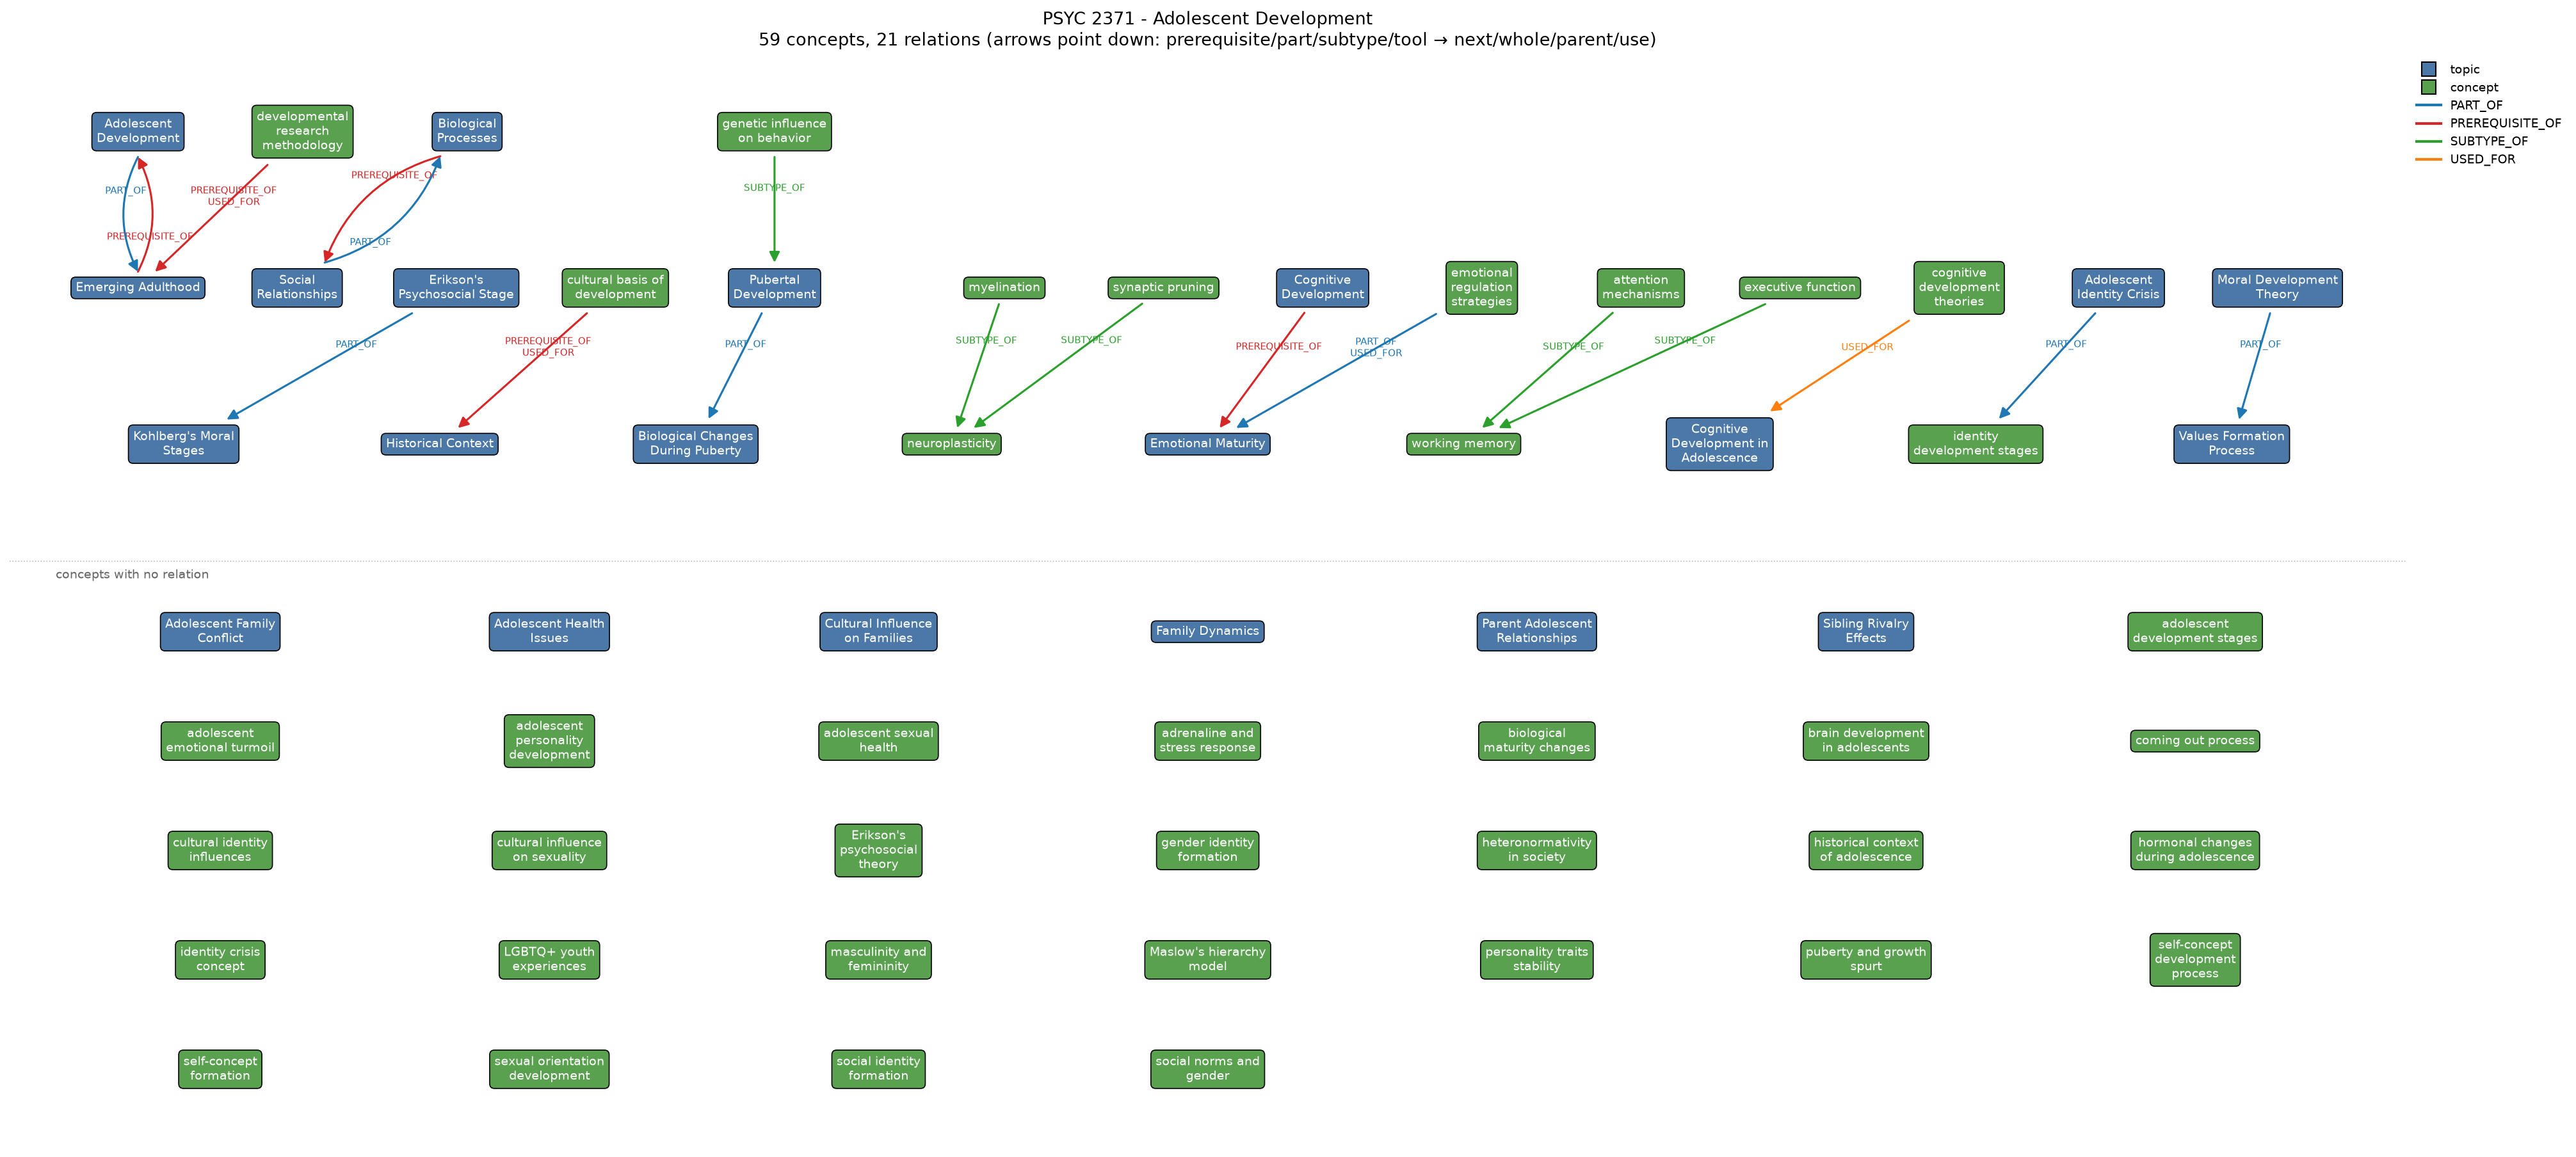 PSYC 2371 - Adolescent Development
59 concepts, 21 relations (arrows point down: prerequisite/part/subtype/tool → next/whole/parent/use)
topic
concept
PART_OF
PREREQUISITE_OF
SUBTYPE_OF
USED_FOR
Adolescent
Development
developmental
research
methodology
Biological
Processes
genetic influence
on behavior
PART_OF
PREREQUISITE_OF
PREREQUISITE_OF
USED_FOR
PREREQUISITE_OF
PART_OF
SUBTYPE_OF
Emerging Adulthood
Social
Relationships
Erikson's
Psychosocial Stage
cultural basis of
development
Pubertal
Development
myelination
synaptic pruning
Cognitive
Development
emotional
regulation
strategies
attention
mechanisms
executive function
cognitive
development
theories
Adolescent
Identity Crisis
Moral Development
Theory
PART_OF
PREREQUISITE_OF
USED_FOR
PART_OF
SUBTYPE_OF
SUBTYPE_OF
PREREQUISITE_OF
PART_OF
USED_FOR
SUBTYPE_OF
SUBTYPE_OF
USED_FOR
PART_OF
PART_OF
Kohlberg's Moral
Stages
Historical Context
Biological Changes
During Puberty
neuroplasticity
Emotional Maturity
working memory
Cognitive
Development in
Adolescence
identity
development stages
Values Formation
Process
concepts with no relation
Adolescent Family
Conflict
Adolescent Health
Issues
Cultural Influence
on Families
Family Dynamics
Parent Adolescent
Relationships
Sibling Rivalry
Effects
adolescent
development stages
adolescent
emotional turmoil
adolescent
personality
development
adolescent sexual
health
adrenaline and
stress response
biological
maturity changes
brain development
in adolescents
coming out process
cultural identity
influences
cultural influence
on sexuality
Erikson's
psychosocial
theory
gender identity
formation
heteronormativity
in society
historical context
of adolescence
hormonal changes
during adolescence
identity crisis
concept
LGBTQ+ youth
experiences
masculinity and
femininity
Maslow's hierarchy
model
personality traits
stability
puberty and growth
spurt
self-concept
development
process
self-concept
formation
sexual orientation
development
social identity
formation
social norms and
gender